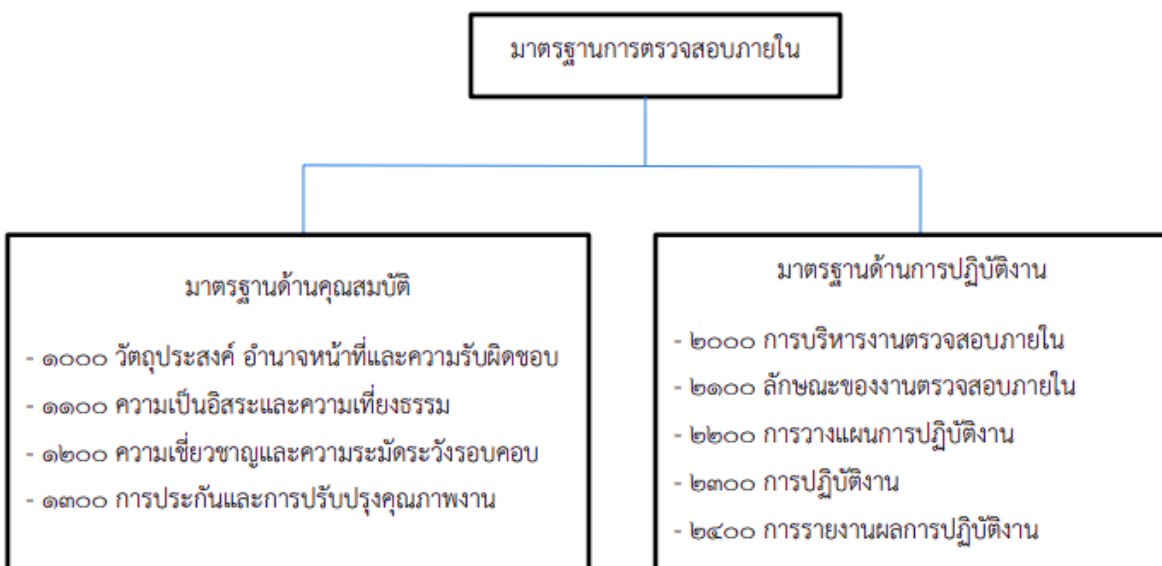 มาตรฐานการตรวจสอบภายใน
มาตรฐานด้านคุณสมบัติ
- ๑๐๐๐ วัตถุประสงค์ อำนาจหน้าที่และความรับผิดชอบ
- ๑๑๐๐ ความเป็นอิสระและความเที่ยงธรรม
- ๑๒๐๐ ความเชี่ยวชาญและความระมัดระวังรอบคอบ
- ๑๓๐๐ การประกันและการปรับปรุงคุณภาพงาน
มาตรฐานด้านการปฏิบัติงาน
- ๒๐๐๐ การบริหารงานตรวจสอบภายใน
- ๒๑๐๐ ลักษณะของงานตรวจสอบภายใน
- ๒๒๐๐ การวางแผนการปฏิบัติงาน
- ๒๓๐๐ การปฏิบัติงาน
- ๒๔๐๐ การรายงานผลการปฏิบัติงาน